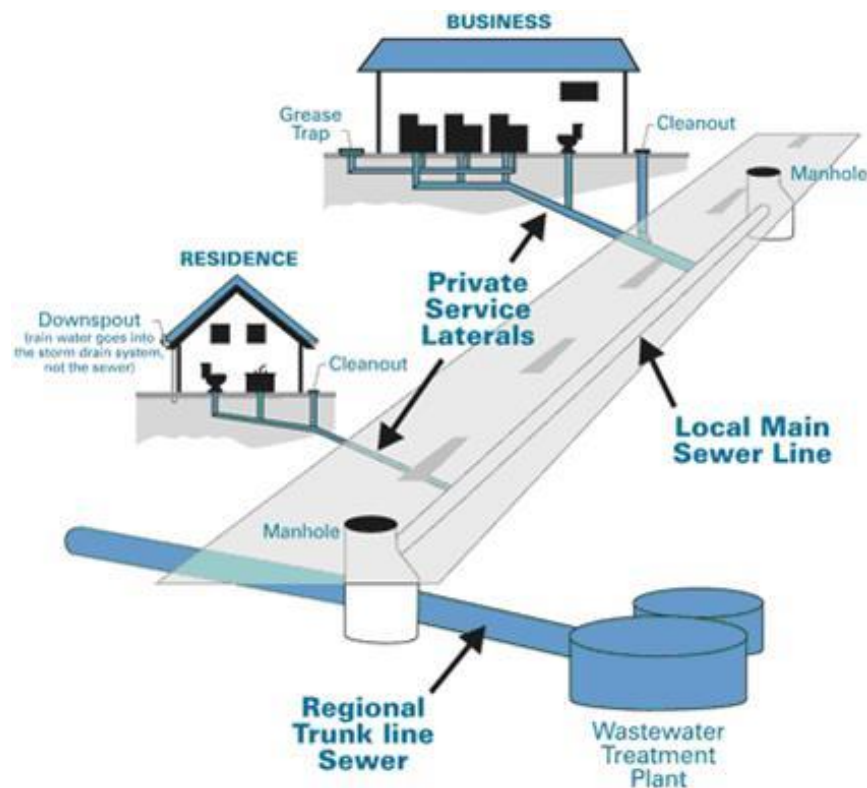 BUSINESS
Grease
Trap
Cleanout
Manhole
RESIDENCE
Private
Service
Laterals
Downspout
(rain water goes into
the storm drain system,
not the sewer)
Cleanout
Local Main
Sewer Line
Manhole
Regional
Trunk line
Sewer
Wastewater
Treatment
Plant